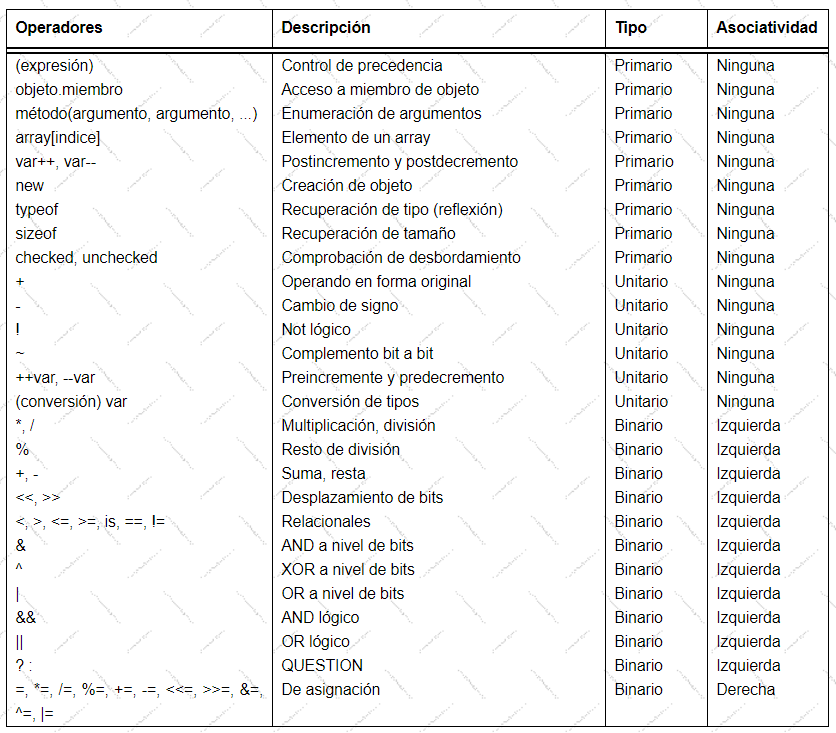 Operadores Descripción Tipo Asociatividad
(expresión) Control de precedencia Primario Ninguna
objeto.miembro Acceso a miembro de objeto Primario Ninguna
método(argumento, argumento, ...) Enumeración de argumentos Primario Ninguna
array[indice] Elemento de un array Primario Ninguna
var++, var-- Postincremento y postdecremento Primario Ninguna
new Creación de objeto Primario Ninguna
typeof Recuperación de tipo (reflexión) Primario Ninguna
sizeof Recuperación de tamaño Primario Ninguna
checked, unchecked Comprobación de desbordamiento Primario Ninguna
+ Operando en forma original Unitario Ninguna
- Cambio de signo Unitario Ninguna
! Not lógico Unitario Ninguna
~ Complemento bit a bit Unitario Ninguna
++var, --var Preincremente y predecremento Unitario Ninguna
(conversión) var Conversión de tipos Unitario Ninguna
*, / Multiplicación, división Binario Izquierda
% Resto de división Binario Izquierda
+, - Suma, resta Binario Izquierda
<<, >> Desplazamiento de bits Binario Izquierda
<, >, <=, >=, is, ==, != Relacionales Binario Izquierda
& AND a nivel de bits Binario Izquierda
^ XOR a nivel de bits Binario Izquierda
| OR a nivel de bits Binario Izquierda
&& AND lógico Binario Izquierda
|| OR lógico Binario Izquierda
? : QUESTION Binario Izquierda
=, *=, /=, %=, +=, -=, <<=, >>=, &=, De asignación Binario Derecha
^=, |=